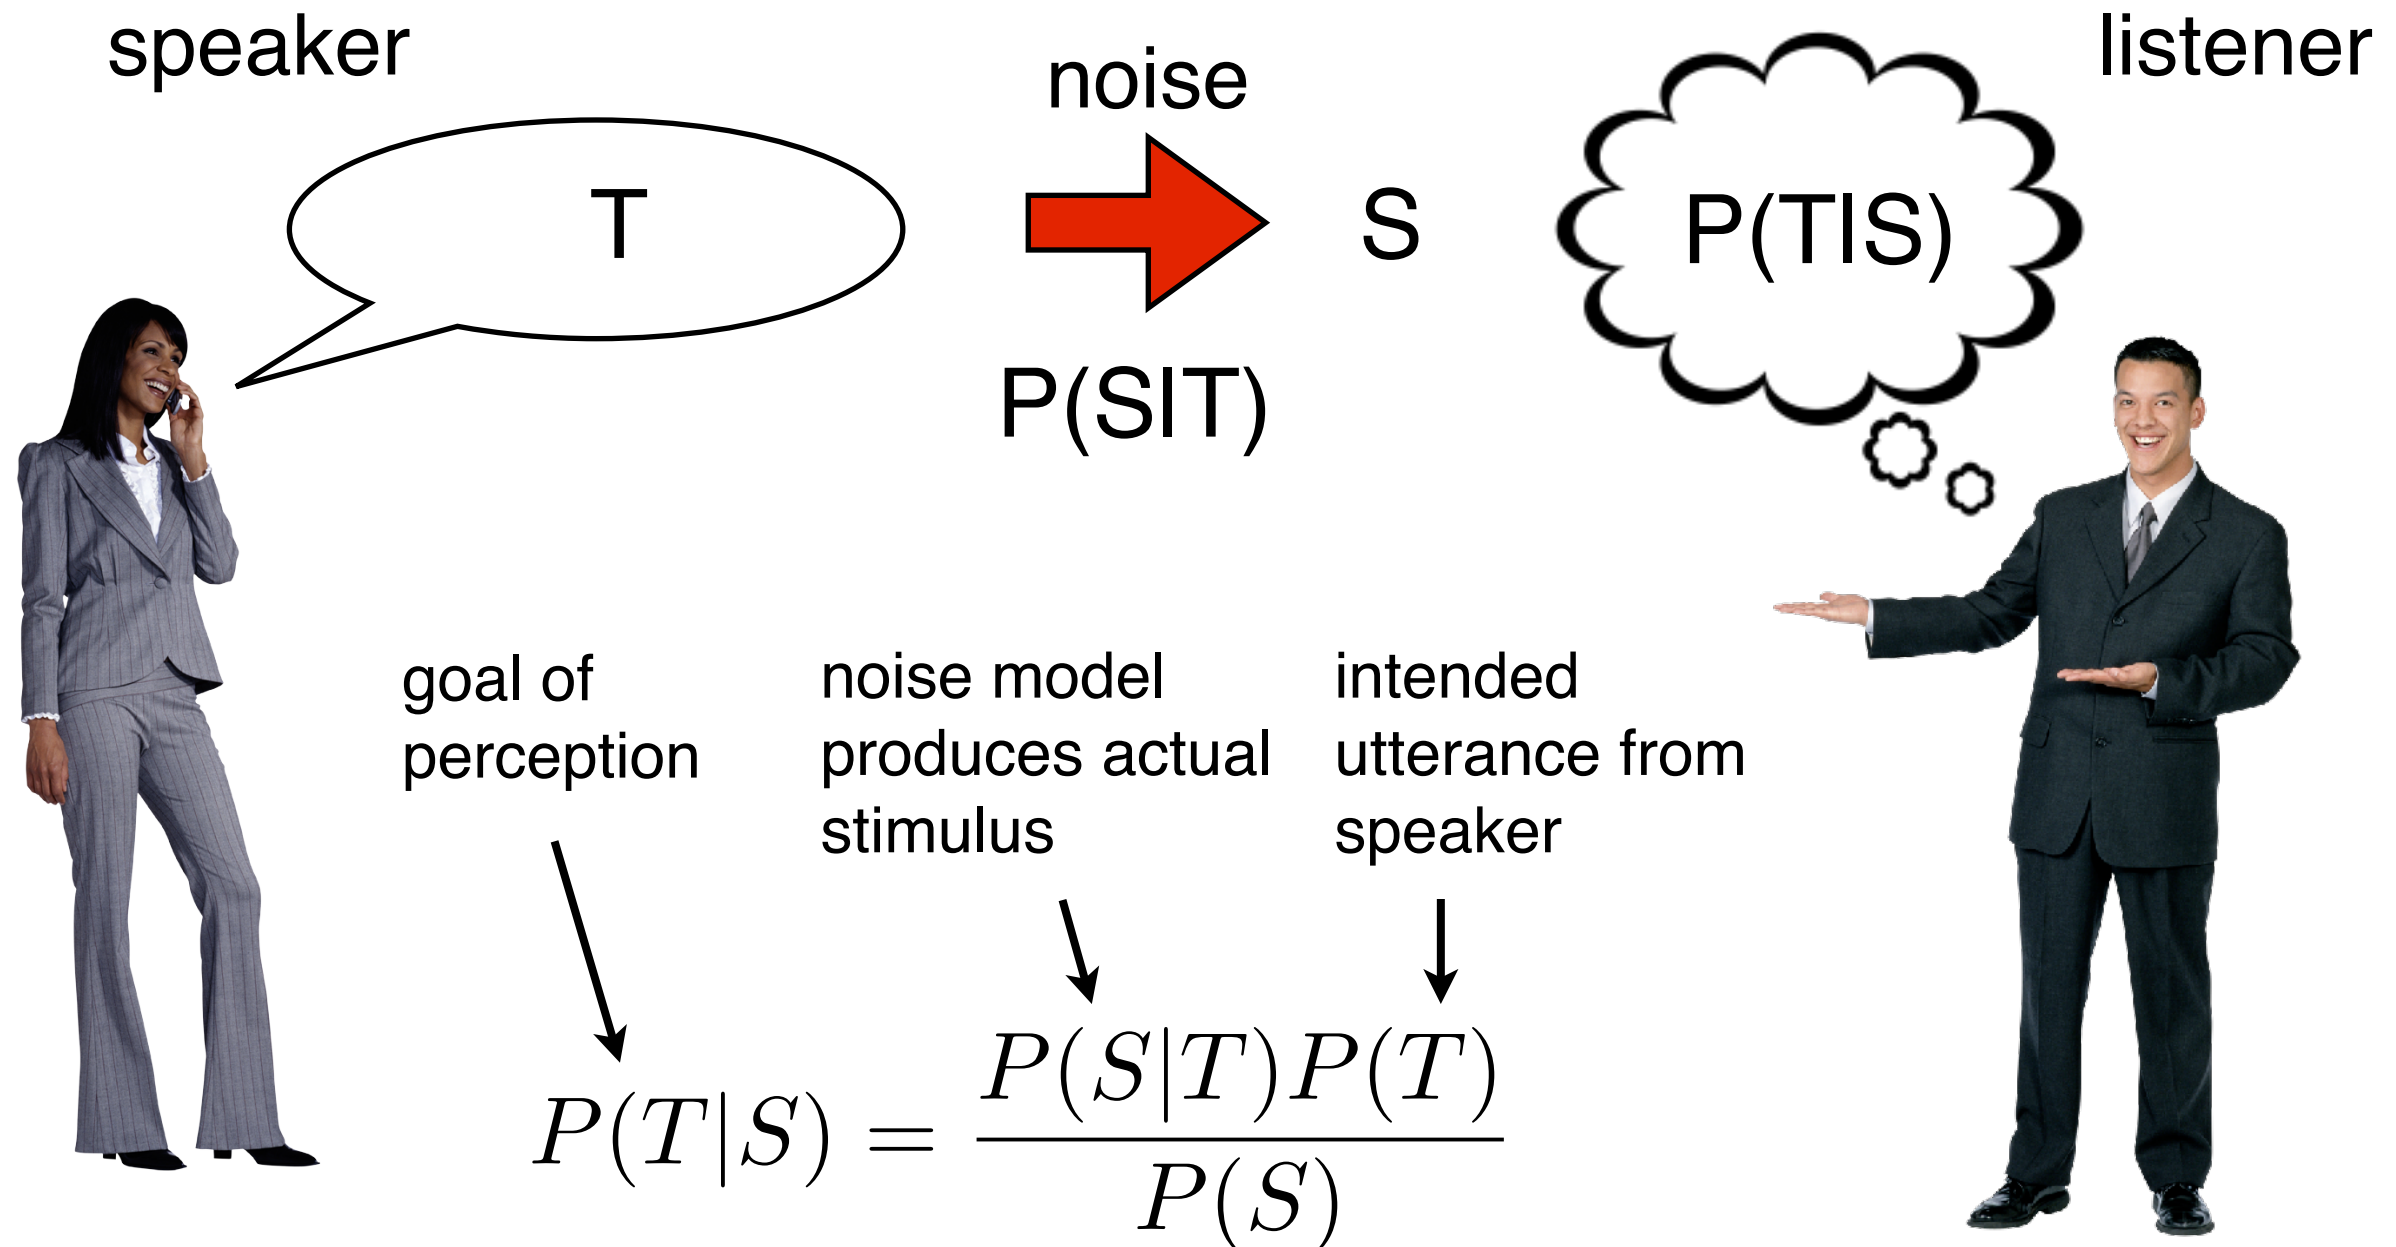 speaker
noise
listener
T
S
P(T|S)
P(S|T)
goal of
perception
noise model
produces actual
stimulus
intended
utterance from
speaker
P(T|S) = P(S|T)P(T)
P(S)